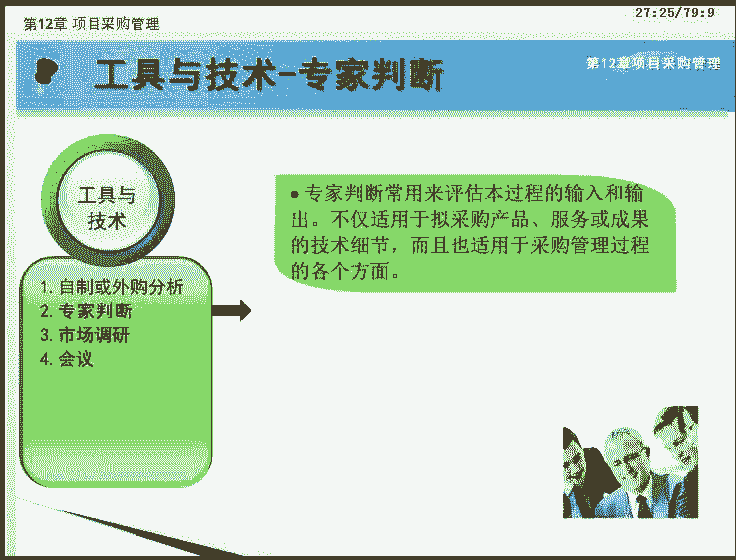 27:25/79:9
第12章 项目采购管理
工具与技术-专家判断
第12章项目采购管理
工具与
技术
1. 自制或外购分析
2. 专家判断
3. 市场调研
4. 会议
● 专家判断常用来评估本过程的输入和输
出。不仅适用于拟采购产品、服务或成果
的技术细节，而且也适用于采购管理过程
的各个方面。